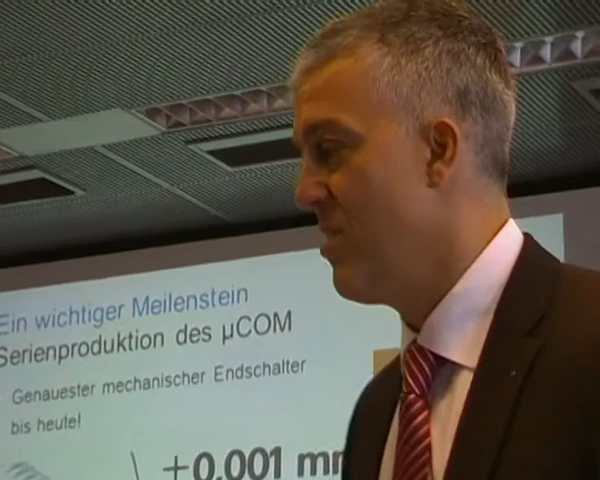 Ein wichtiger Meilenstein
Serienproduktion des µCOM
Genauester mechanischer Endschalter
bis heute!
+0,001 mm